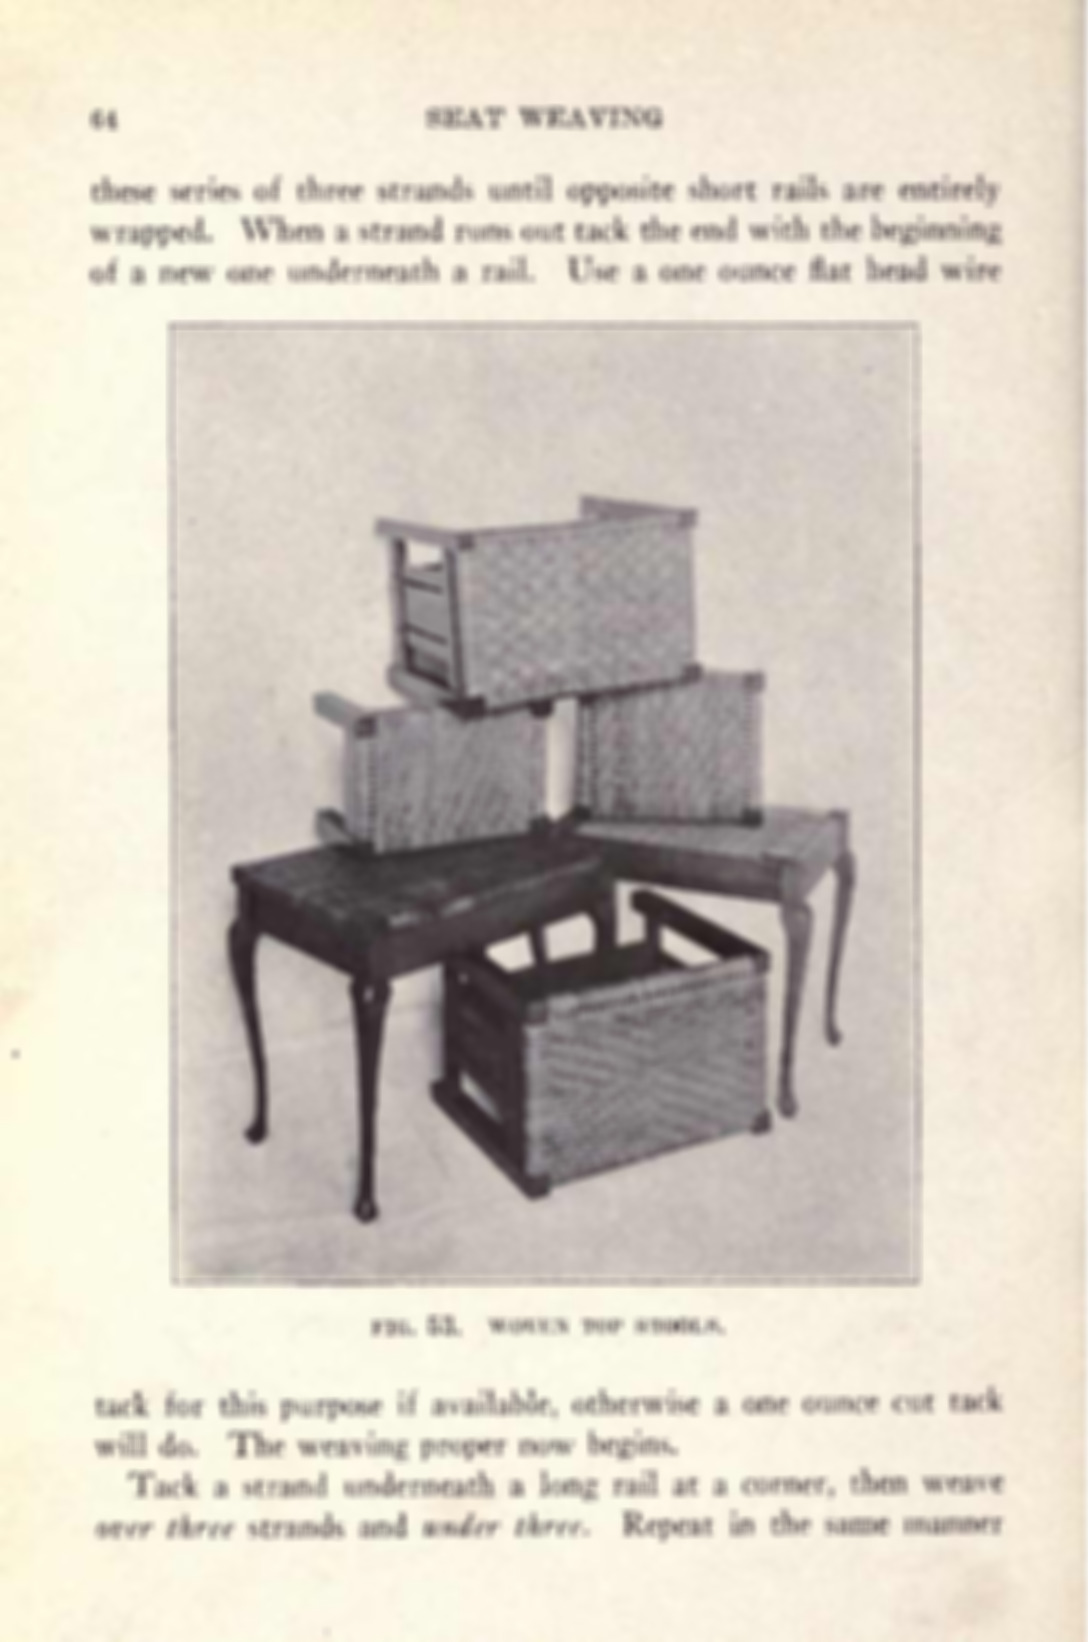 64 SEAT WEAVING
these series of three strands until opposite short rails are entirely
wrapped. When a strand runs out tack the end with the beginning
of a new one underneath a rail. Use a one ounce flat head wire
FIG. 53. WOVEN TOP STOOLS.
tack for this purpose if available, otherwise a one ounce cut tack
will do. The weaving proper now begins.
Tack a strand underneath a long rail at a corner, then weave
over three strands and under three. Repeat in the same manner